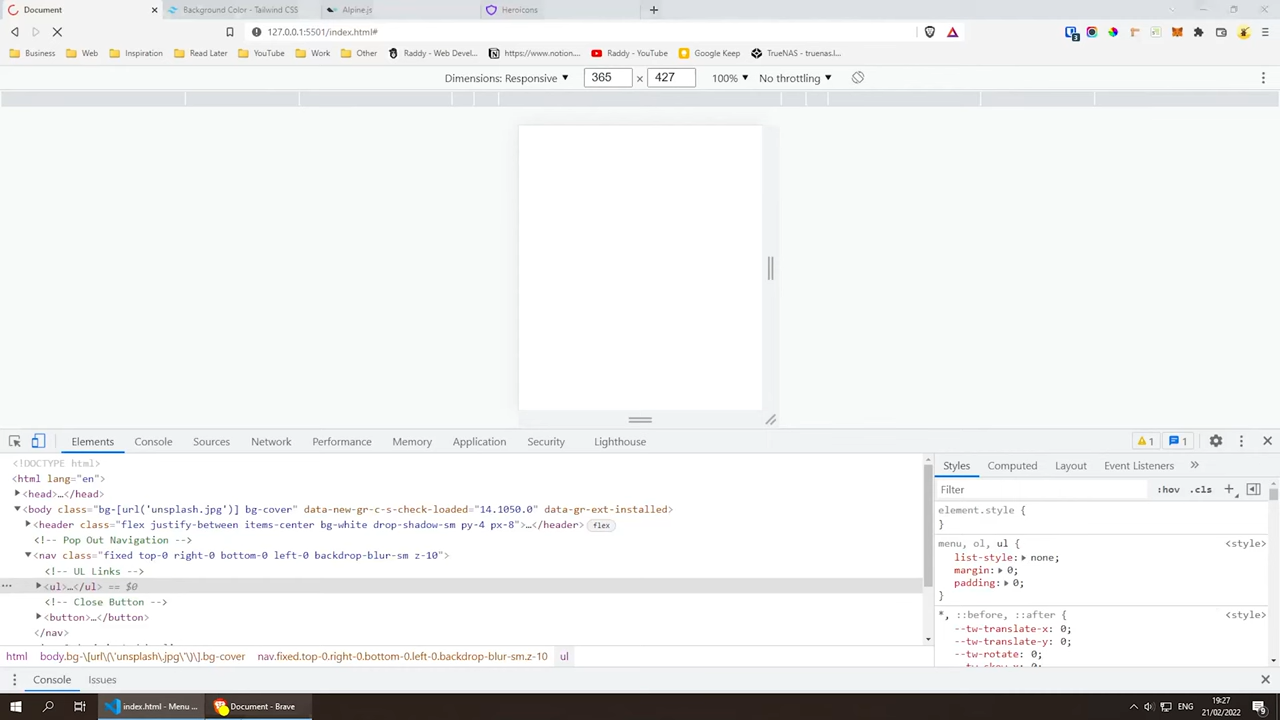 Document
Background Color - Tailwind CSS
Alpine.js
Heroicons
127.0.0.1:5501/index.html#
Business
Web
Inspiration
Read Later
YouTube
Work
Other
Raddy - Web Devel...
https://www.notion....
Raddy - YouTube
Google Keep
TrueNAS - truenas.l...
Dimensions: Responsive
365
×
427
100%
No throttling
Elements
Console
Sources
Network
Performance
Memory
Application
Security
Lighthouse
1
1
<!DOCTYPE html>
<html lang="en">
<head>…</head>
<body class="bg-[url('unsplash.jpg')] bg-cover" data-new-gr-c-s-check-loaded="14.1050.0" data-gr-ext-installed>
<header class="flex justify-between items-center bg-white drop-shadow-sm py-4 px-8">…</header>
flex
<!-- Pop Out Navigation -->
<nav class="fixed top-0 right-0 bottom-0 left-0 backdrop-blur-sm z-10">
<!-- UL Links -->
<ul>…</ul> == $0
<!-- Close Button -->
<button>…</button>
</nav>
html
body.bg-\[url\(\'unsplash\.jpg\'\)\].bg-cover
nav.fixed.top-0.right-0.bottom-0.left-0.backdrop-blur-sm.z-10
ul
Styles
Computed
Layout
Event Listeners
Filter
:hov
.cls
element.style {
}
menu, ol, ul {
<style>
list-style: none;
margin: 0;
padding: 0;
}
*, ::before, ::after {
<style>
--tw-translate-x: 0;
--tw-translate-y: 0;
--tw-rotate: 0;
--tw-skew-x: 0;
Console
Issues
index.html - Menu ...
Document - Brave
ENG
19:27
21/02/2022